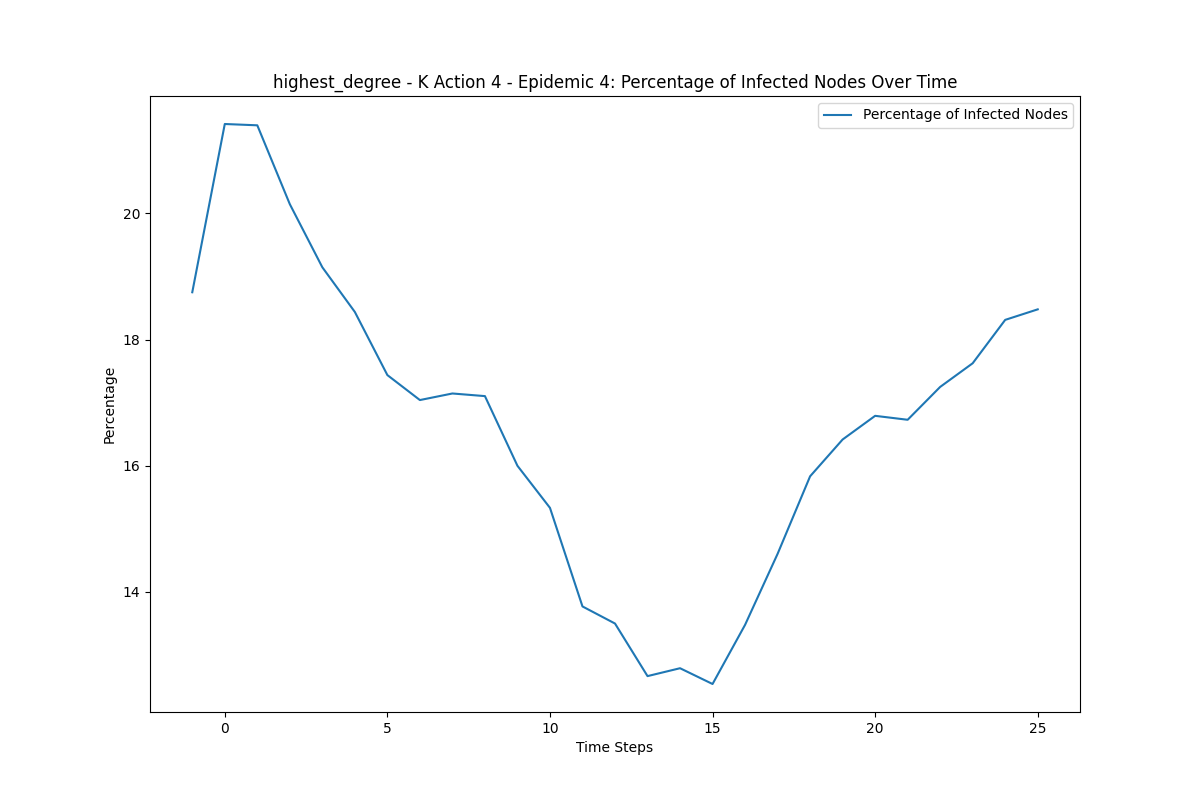 highest_degree - K Action 4 - Epidemic 4: Percentage of Infected Nodes Over Time
Percentage of Infected Nodes
20
18
16
14
Percentage
0 5 10 15 20 25
Time Steps